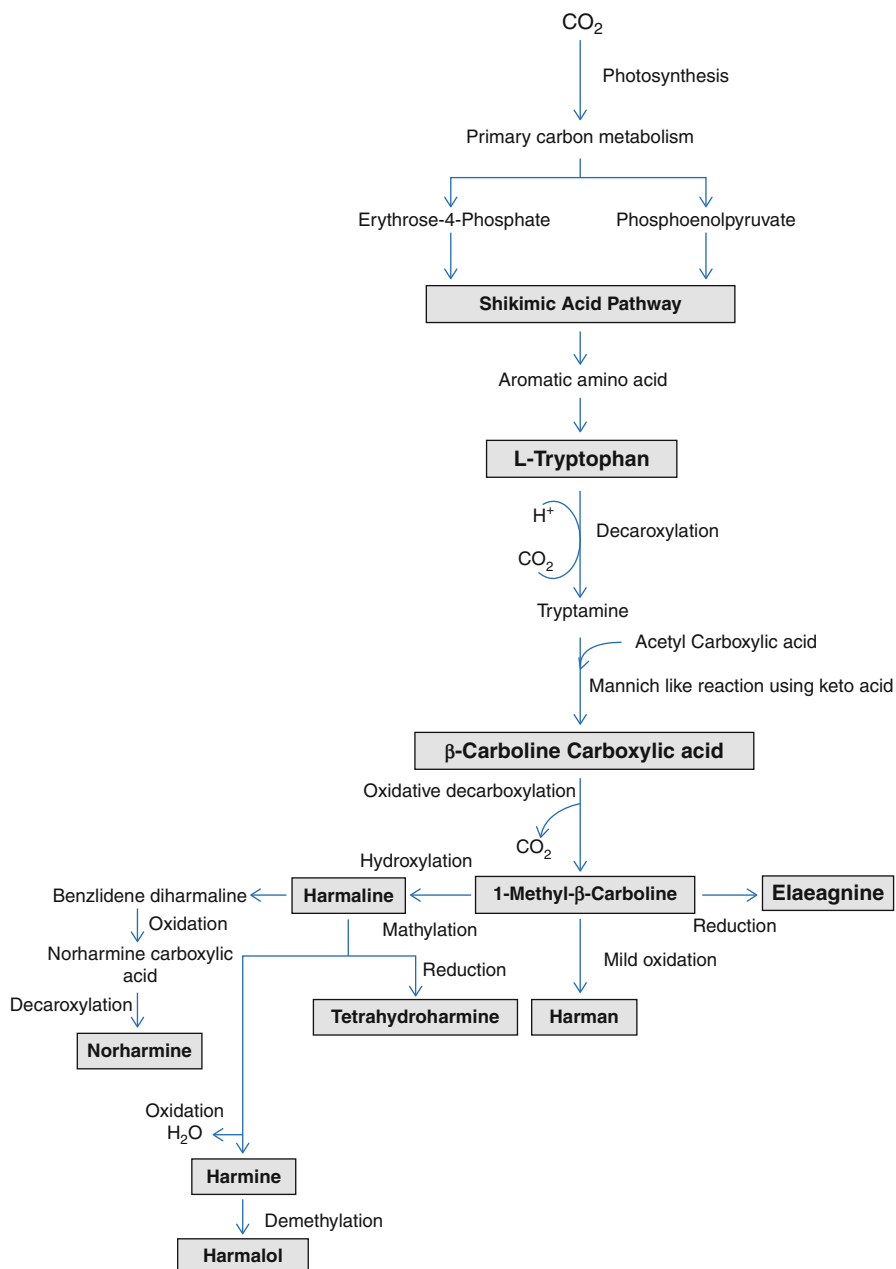 CO₂
Photosynthesis
Primary carbon metabolism
Erythrose-4-Phosphate
Phosphoenolpyruvate
Shikimic Acid Pathway
Aromatic amino acid
L-Tryptophan
H⁺
Decaroxylation
CO₂
Tryptamine
Acetyl Carboxylic acid
Mannich like reaction using keto acid
β-Carboline Carboxylic acid
Oxidative decarboxylation
CO₂
Hydroxylation
Benzlidene diharmaline
Harmaline
1-Methyl-β-Carboline
Elaeagnine
Oxidation
Mathylation
Reduction
Norharmine carboxylic
acid
Reduction
Mild oxidation
Decaroxylation
Tetrahydroharmine
Harman
Norharmine
Oxidation
H₂O
Harmine
Demethylation
Harmalol